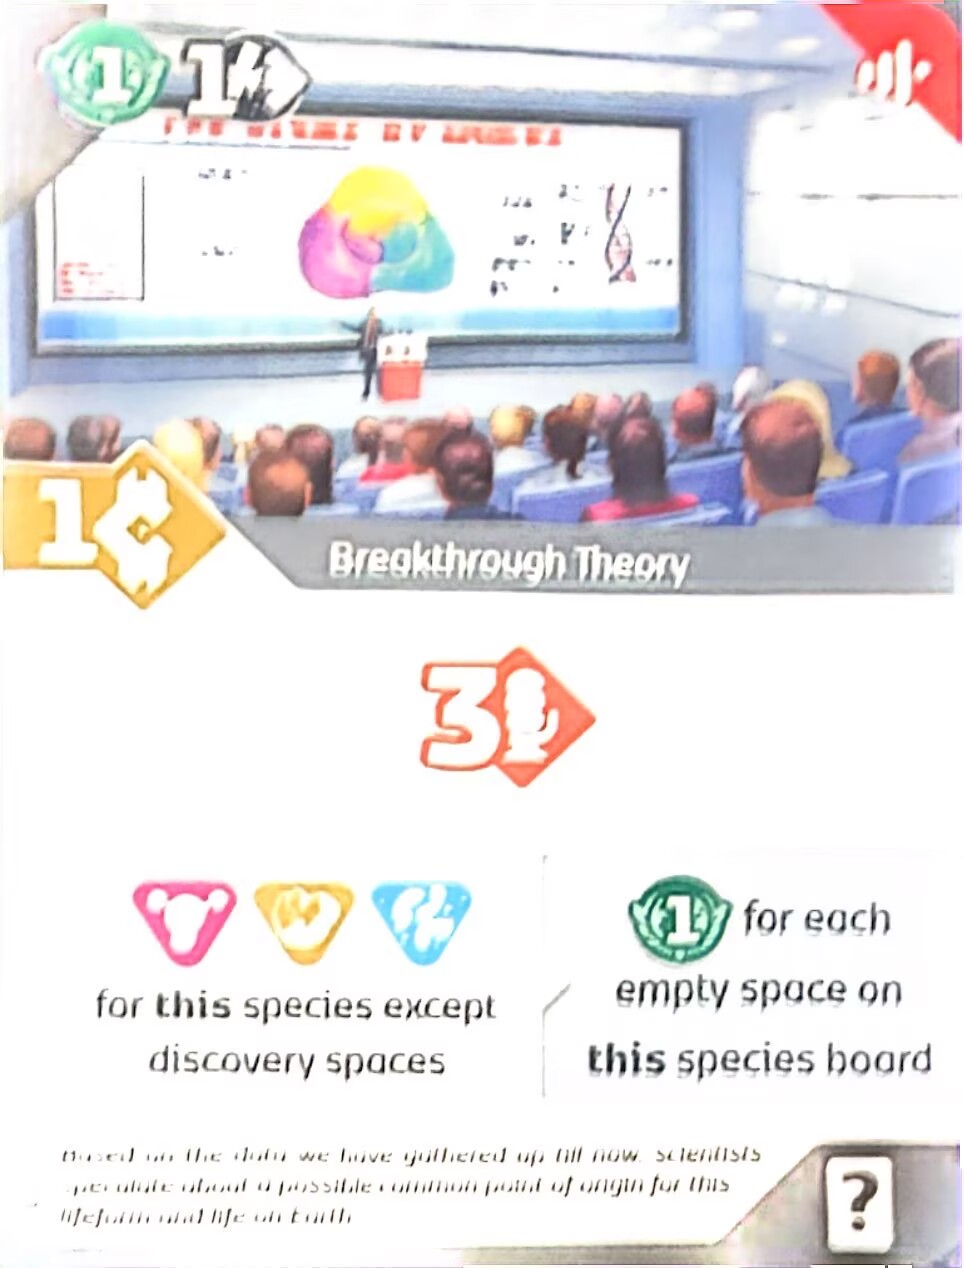 1 1
1
Breakthrough Theory
3
for this species except
discovery spaces
1 for each
empty space on
this species board
Based on the data we have gathered up till now, scientists
speculate about a possible common point of origin for this
lifeform and life on Earth
?